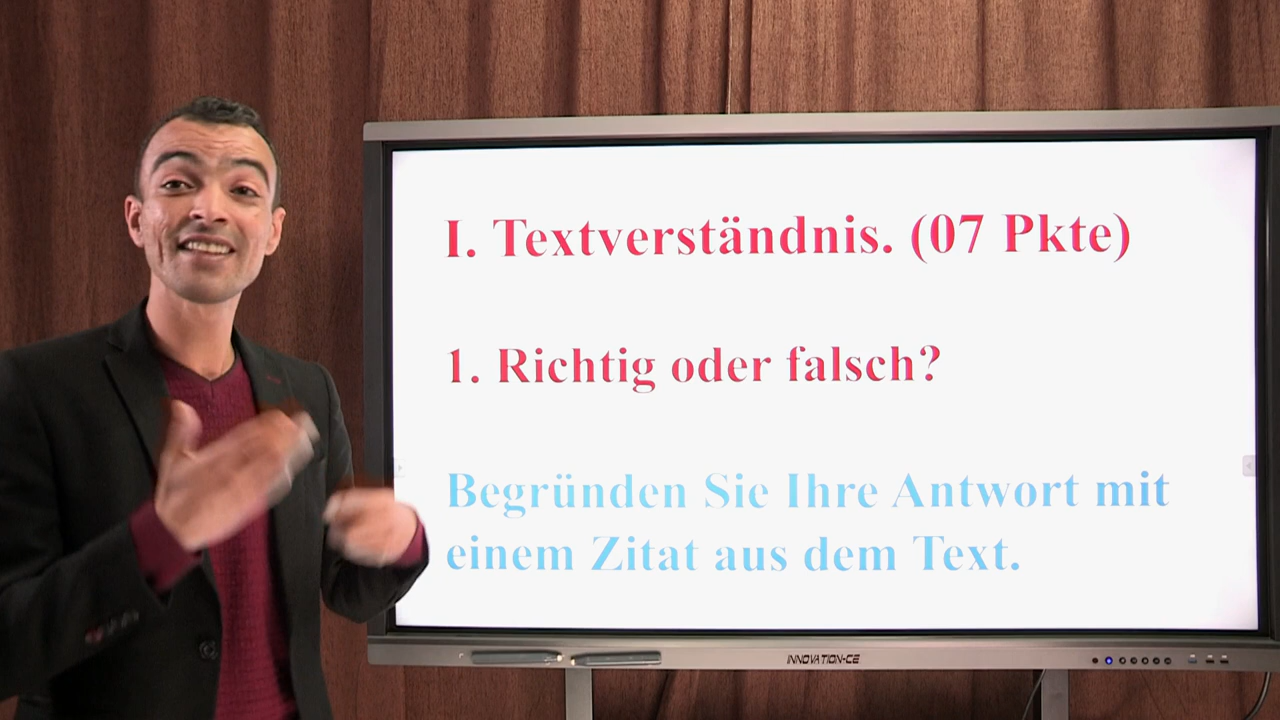 I. Textverständnis. (07 Pkte)
1. Richtig oder falsch?
Begründen Sie Ihre Antwort mit
einem Zitat aus dem Text.
INNOVATION-CE